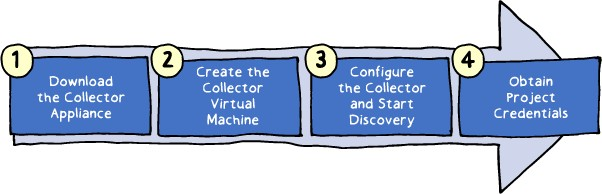 1
Download
the Collector
Appliance
2
Create the
Collector
Virtual
Machine
3
Configure
the Collector
and Start
Discovery
4
Obtain
Project
Credentials